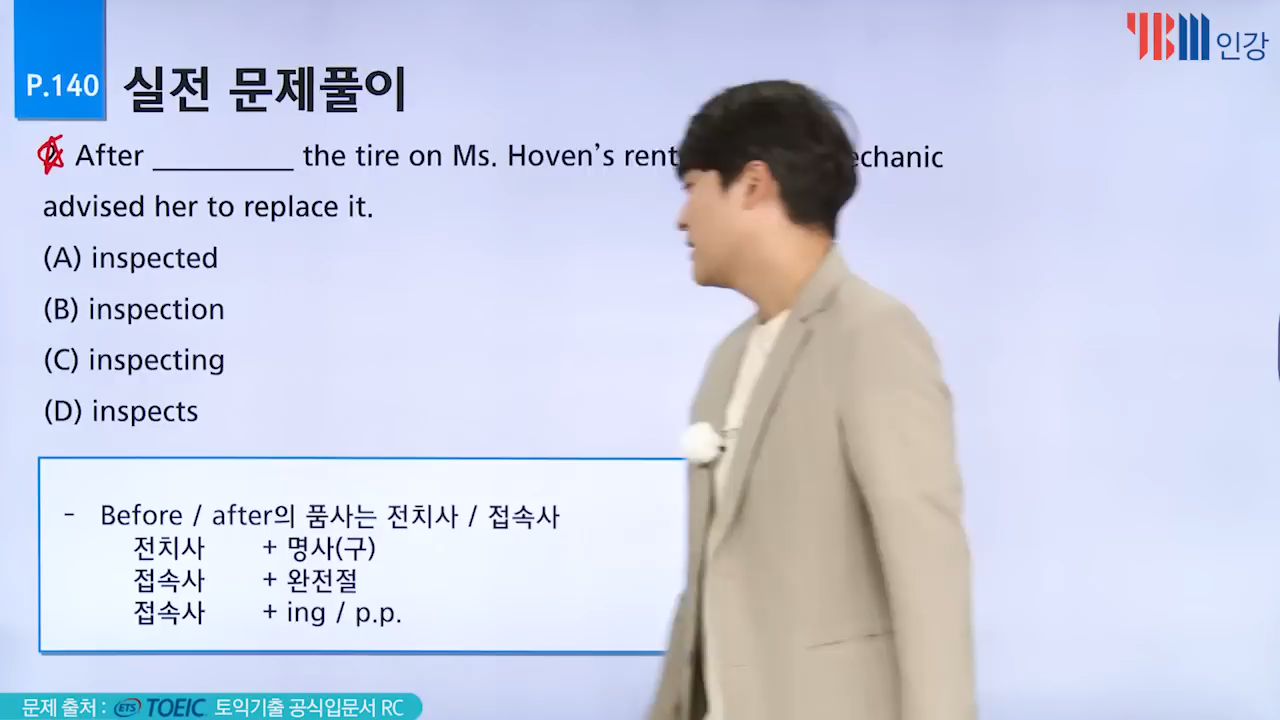 YBM 인강
P.140 실전 문제풀이
After ________ the tire on Ms. Hoven's
advised her to replace it.
(A) inspected
(B) inspection
(C) inspecting
(D) inspects
- Before / after의 품사는 전치사 / 접속사
전치사 + 명사(구)
접속사 + 완전절
접속사 + ing / p.p.
문제 출처 : ETS TOEIC 토익기출 공식입문서 RC